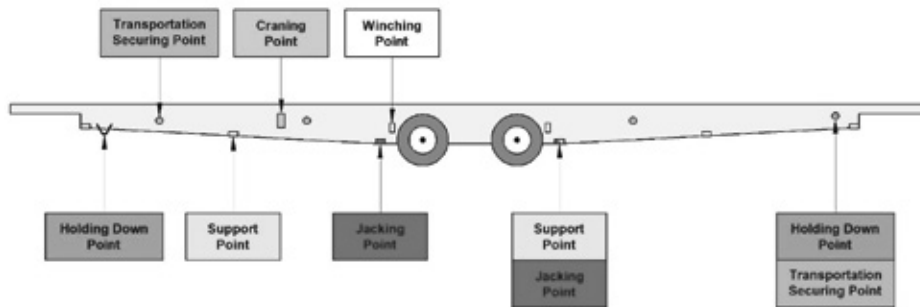 Transportation
Securing Point
Craning
Point
Winching
Point
Holding Down
Point
Support
Point
Jacking
Point
Support
Point
Jacking
Point
Holding Down
Point
Transportation
Securing Point